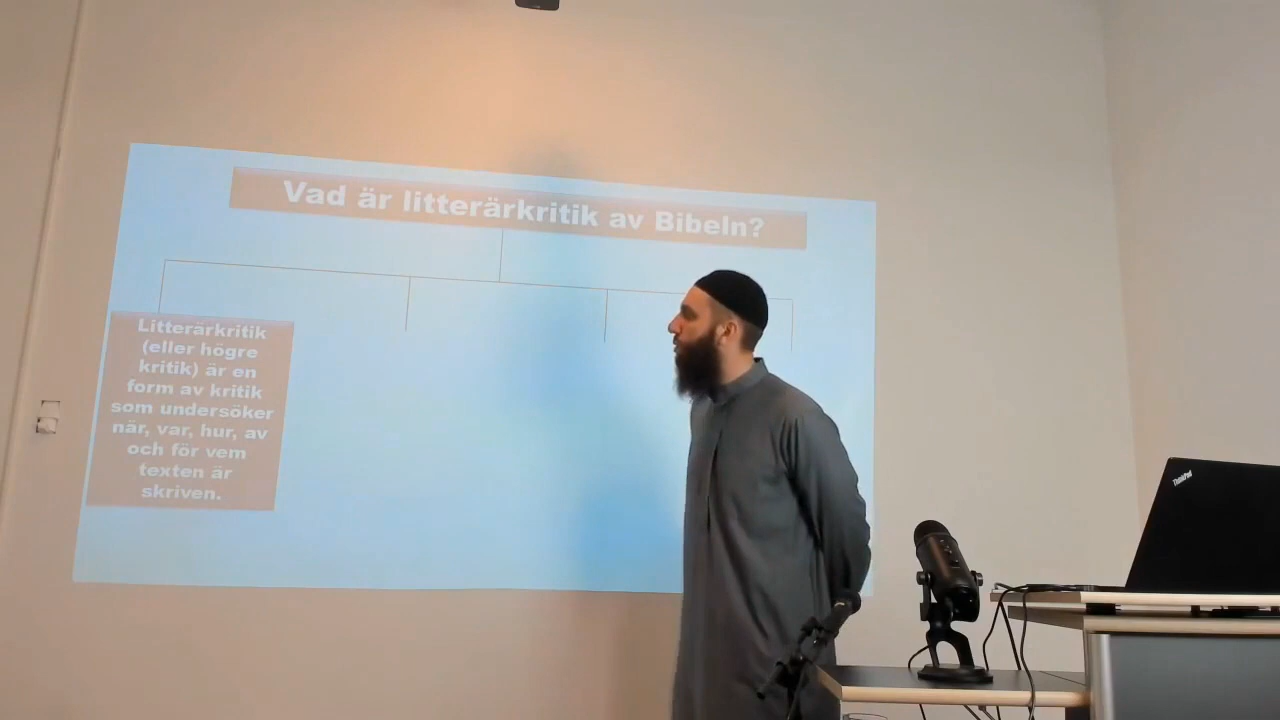 Vad är litterärkritik av Bibeln?
Litterärkritik
(eller högre
kritik) är en
form av kritik
som undersöker
när, var, hur, av
och för vem
texten är
skriven.
ThinkPad